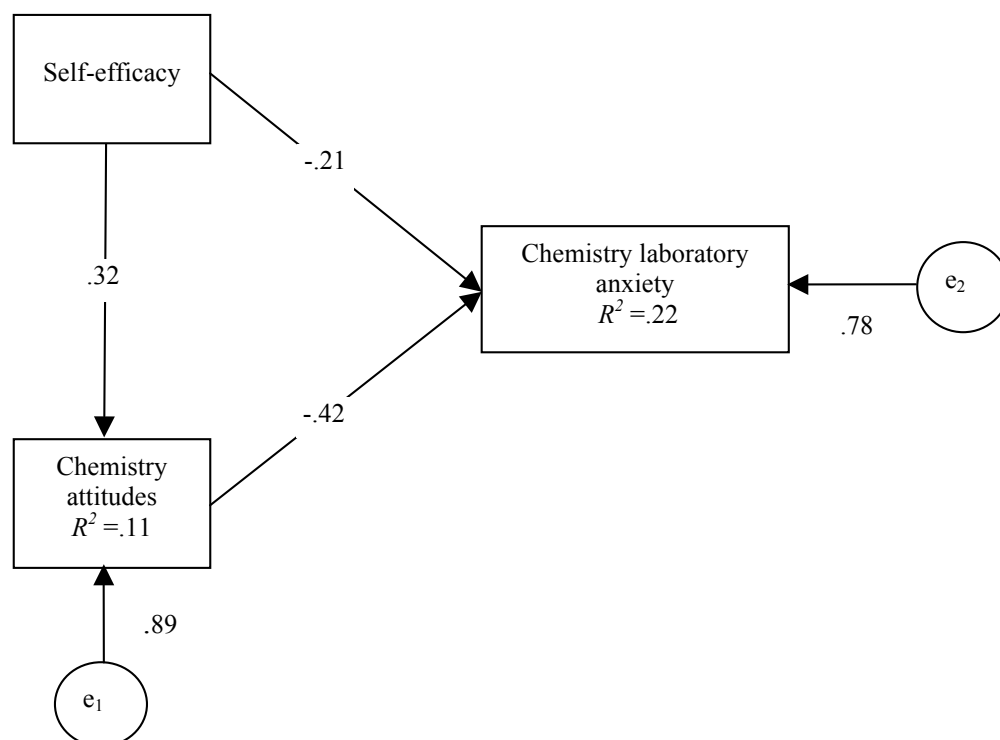 Self-efficacy
-.21
.32
Chemistry laboratory
anxiety
R² =.22
e₂
.78
-.42
Chemistry
attitudes
R² =.11
.89
e₁